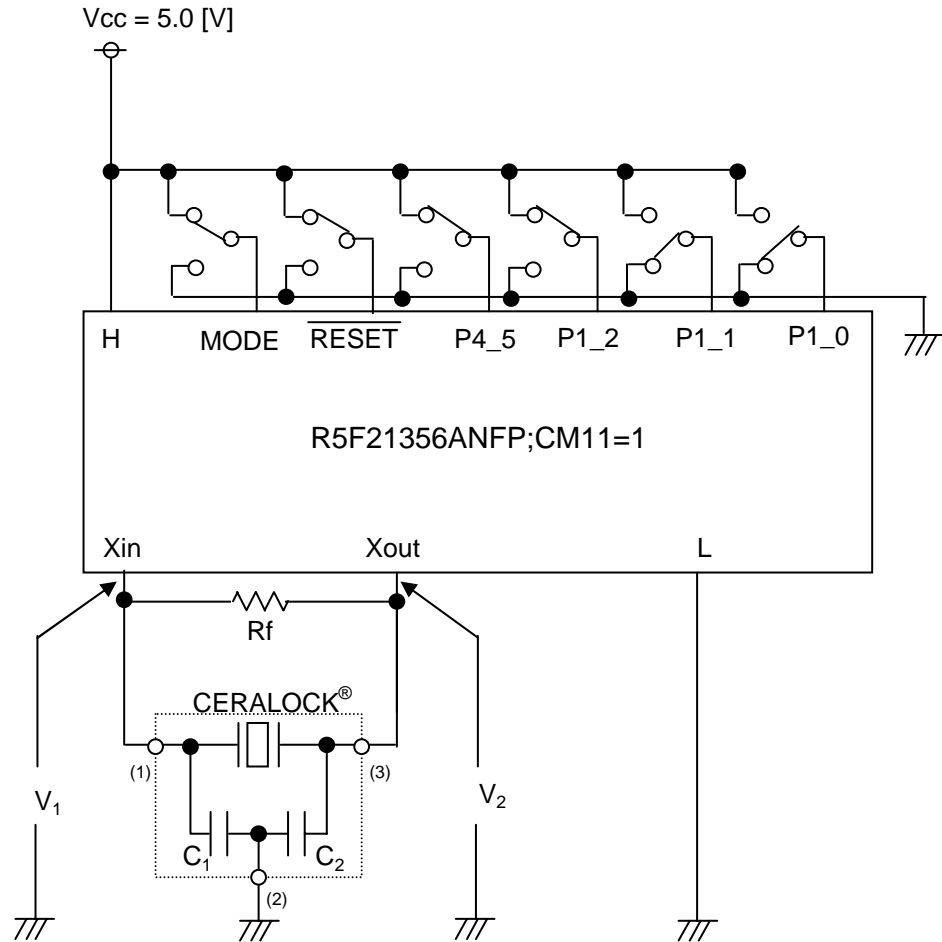 Vcc = 5.0 [V]
H MODE RESET P4_5 P1_2 P1_1 P1_0
R5F21356ANFP;CM11=1
Xin Xout L
Rf
CERALOCK®
(1) (3)
V₁ V₂
C₁ C₂
(2)